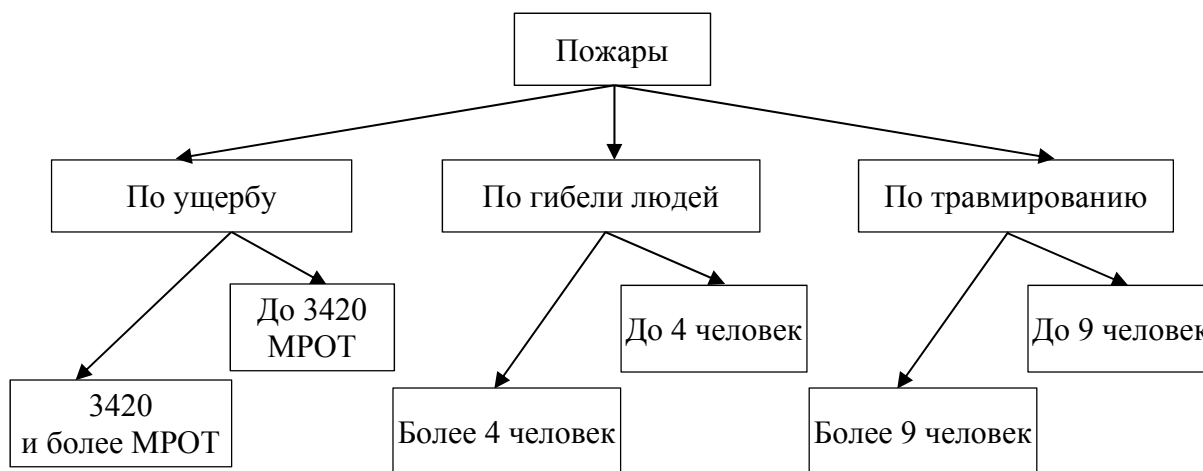 Пожары
По ущербу
По гибели людей
По травмированию
До 3420
МРОТ
До 4 человек
До 9 человек
3420
и более МРОТ
Более 4 человек
Более 9 человек